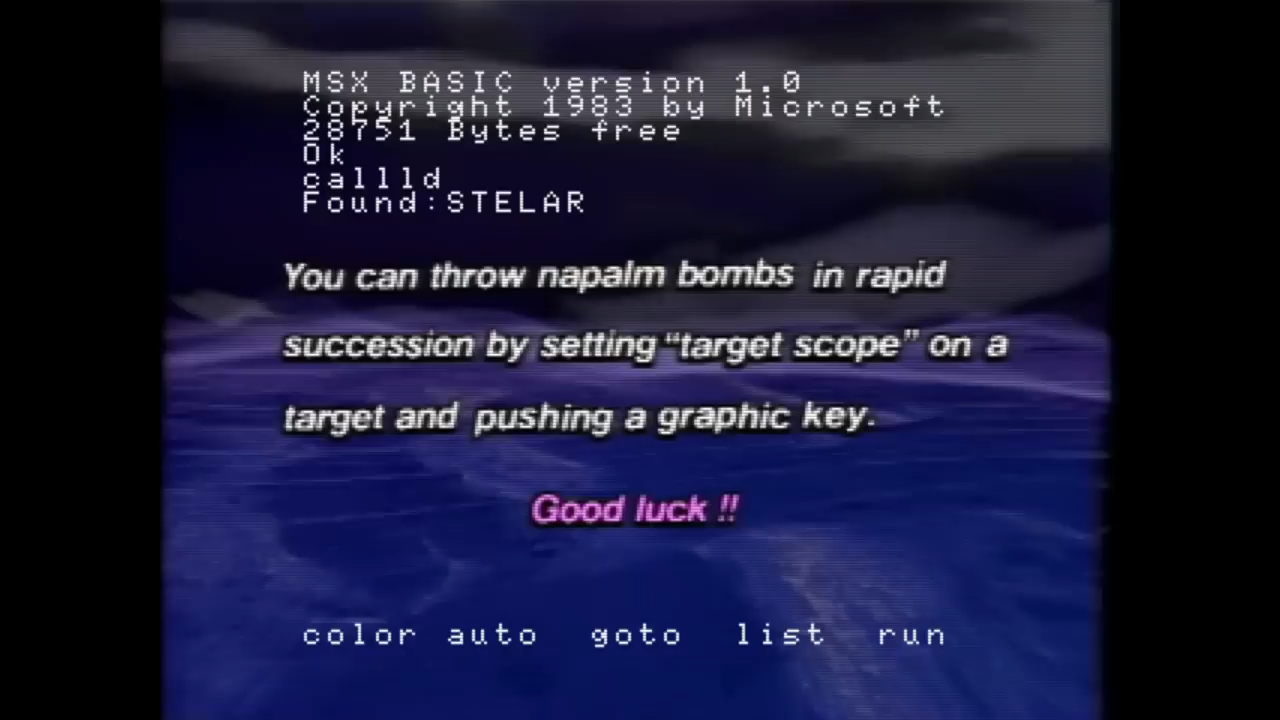 MSX BASIC version 1.0
Copyright 1983 by Microsoft
28751 Bytes free
Ok
callld
Found:STELAR
You can throw napalm bombs in rapid
succession by setting “target scope” on a
target and pushing a graphic key.
Good luck !!
color auto goto list run